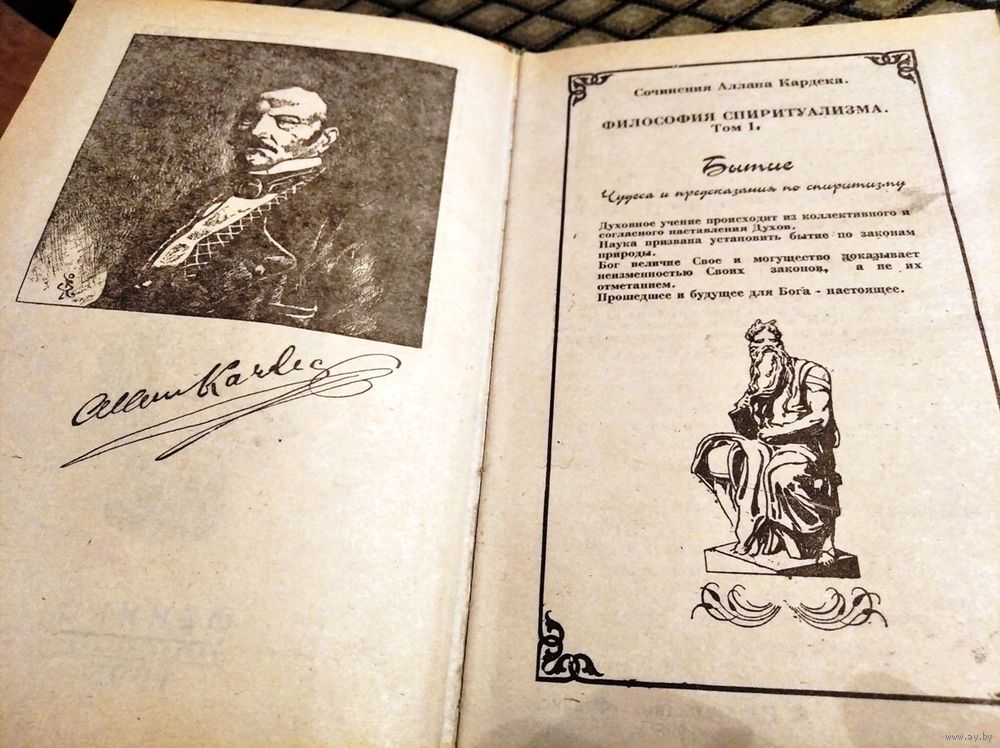 Allan Kardec
Сочинения Аллана Кардека.
ФИЛОСОФИЯ СПИРИТУАЛИЗМА.
Том I.
Бытие
Чудеса и предсказания по спиритизму
Духовное учение происходит из коллективного и
согласного наставления Духов.
Наука призвана установить бытие по законам
природы.
Бог величие Свое и могущество доказывает
неизменностью Своих законов, а не их
отметанием.
Прошедшее и будущее для Бога - настоящее.
www.ay.by